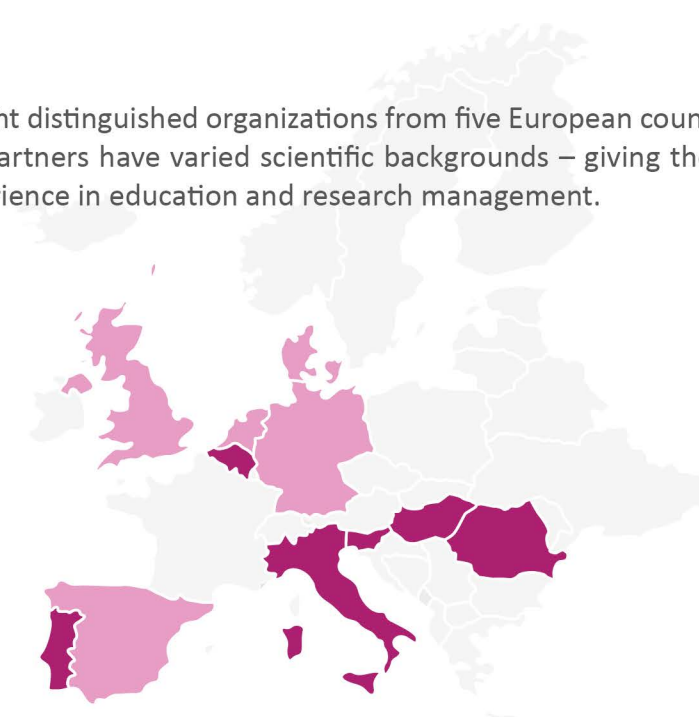 nt distinguished organizations from five European coun
artners have varied scientific backgrounds – giving th
rience in education and research management.